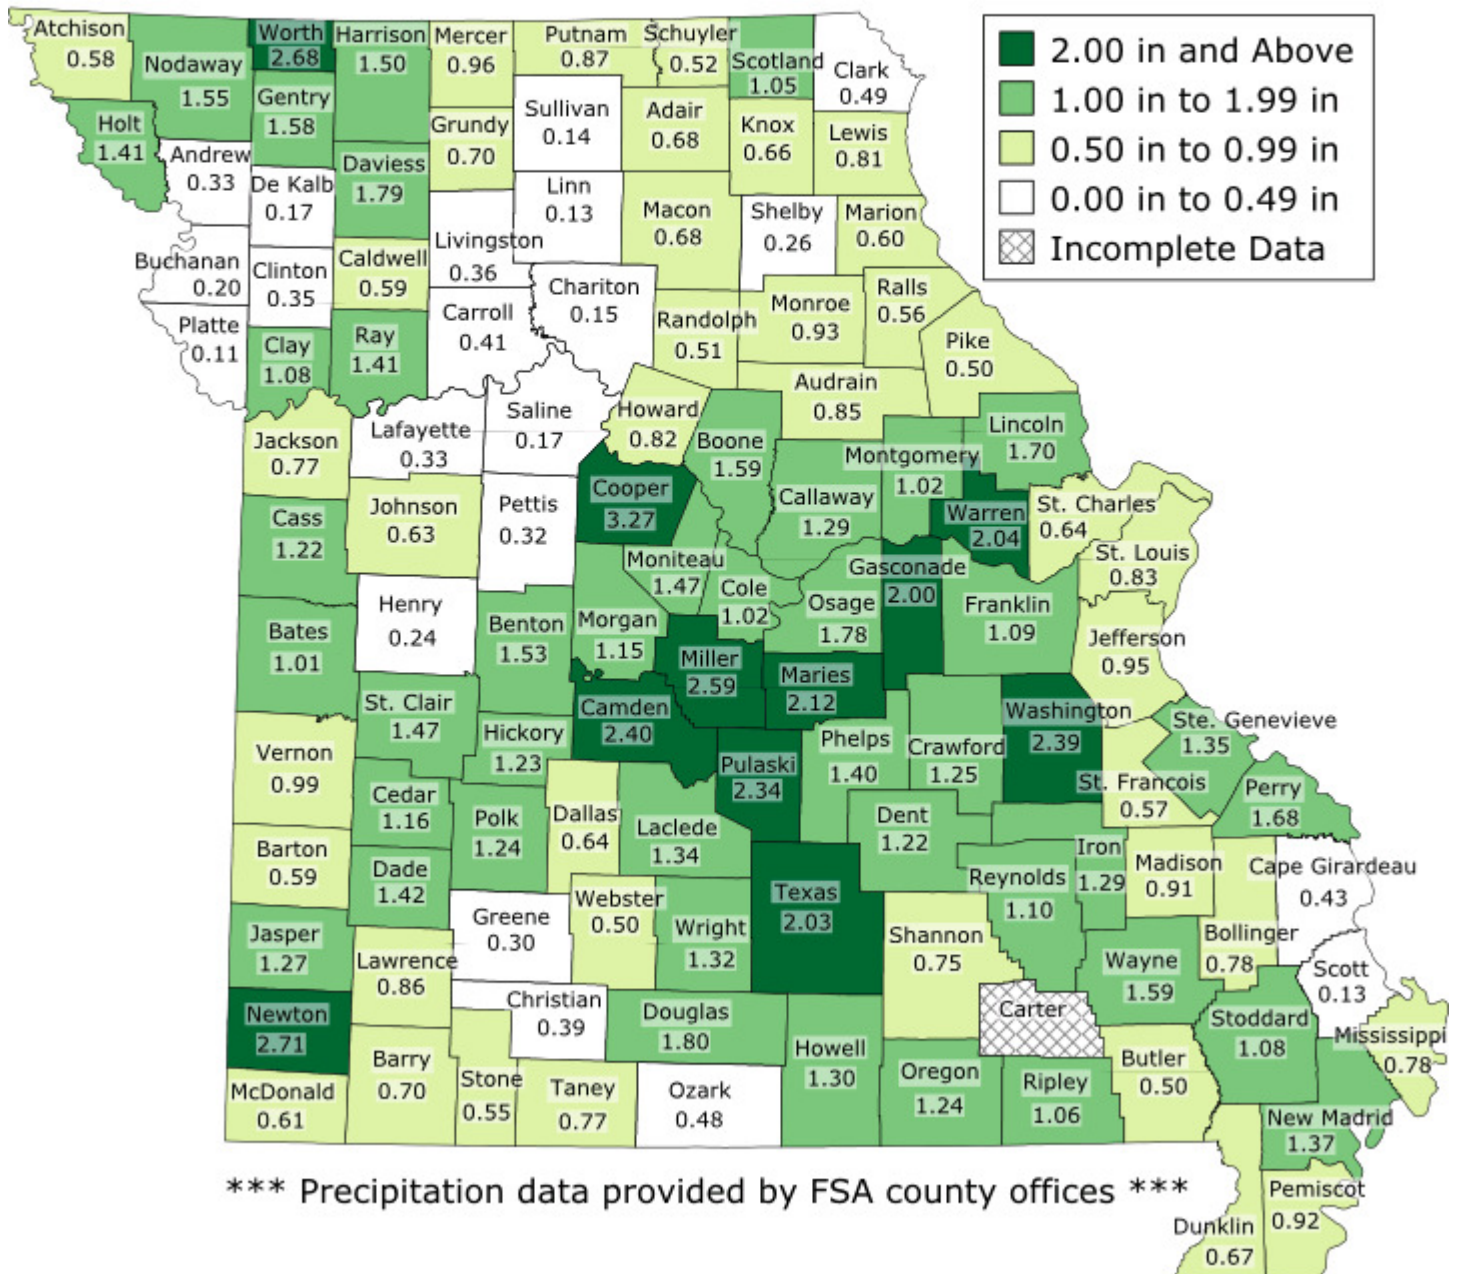 Atchison
0.58
Nodaway
1.55
Worth
2.68
Harrison
1.50
Mercer
0.96
Putnam
0.87
Schuyler
0.52
Scotland
1.05
Clark
0.49
2.00 in and Above
1.00 in to 1.99 in
0.50 in to 0.99 in
0.00 in to 0.49 in
Incomplete Data
Holt
1.41
Gentry
1.58
Andrew
0.33
De Kalb
0.17
Daviess
1.79
Grundy
0.70
Sullivan
0.14
Adair
0.68
Knox
0.66
Lewis
0.81
Linn
0.13
Macon
0.68
Shelby
0.26
Marion
0.60
Buchanan
0.20
Clinton
0.35
Caldwell
0.59
Livingston
0.36
Chariton
0.15
Platte
0.11
Clay
1.08
Ray
1.41
Carroll
0.41
Randolph
0.51
Monroe
0.93
Ralls
0.56
Pike
0.50
Audrain
0.85
Jackson
0.77
Lafayette
0.33
Saline
0.17
Howard
0.82
Boone
1.59
Montgomery
1.02
Lincoln
1.70
Cass
1.22
Johnson
0.63
Pettis
0.32
Cooper
3.27
Callaway
1.29
Warren
2.04
St. Charles
0.64
St. Louis
0.83
Moniteau
1.47
Cole
1.02
Gasconade
2.00
Osage
1.78
Franklin
1.09
Jefferson
0.95
Bates
1.01
Henry
0.24
Benton
1.53
Morgan
1.15
Miller
2.59
Maries
2.12
St. Clair
1.47
Hickory
1.23
Camden
2.40
Pulaski
2.34
Phelps
1.40
Crawford
1.25
Washington
2.39
Ste. Genevieve
1.35
St. Francois
0.57
Perry
1.68
Vernon
0.99
Cedar
1.16
Polk
1.24
Dallas
0.64
Laclede
1.34
Dent
1.22
Iron
1.29
Madison
0.91
Cape Girardeau
0.43
Barton
0.59
Dade
1.42
Greene
0.30
Webster
0.50
Wright
1.32
Texas
2.03
Shannon
0.75
Reynolds
1.10
Bollinger
0.78
Jasper
1.27
Lawrence
0.86
Christian
0.39
Douglas
1.80
Wayne
1.59
Scott
0.13
Newton
2.71
Carter
Stoddard
1.08
Mississippi
0.78
McDonald
0.61
Barry
0.70
Stone
0.55
Taney
0.77
Ozark
0.48
Howell
1.30
Oregon
1.24
Ripley
1.06
Butler
0.50
New Madrid
1.37
*** Precipitation data provided by FSA county offices ***
Pemiscot
0.92
Dunklin
0.67